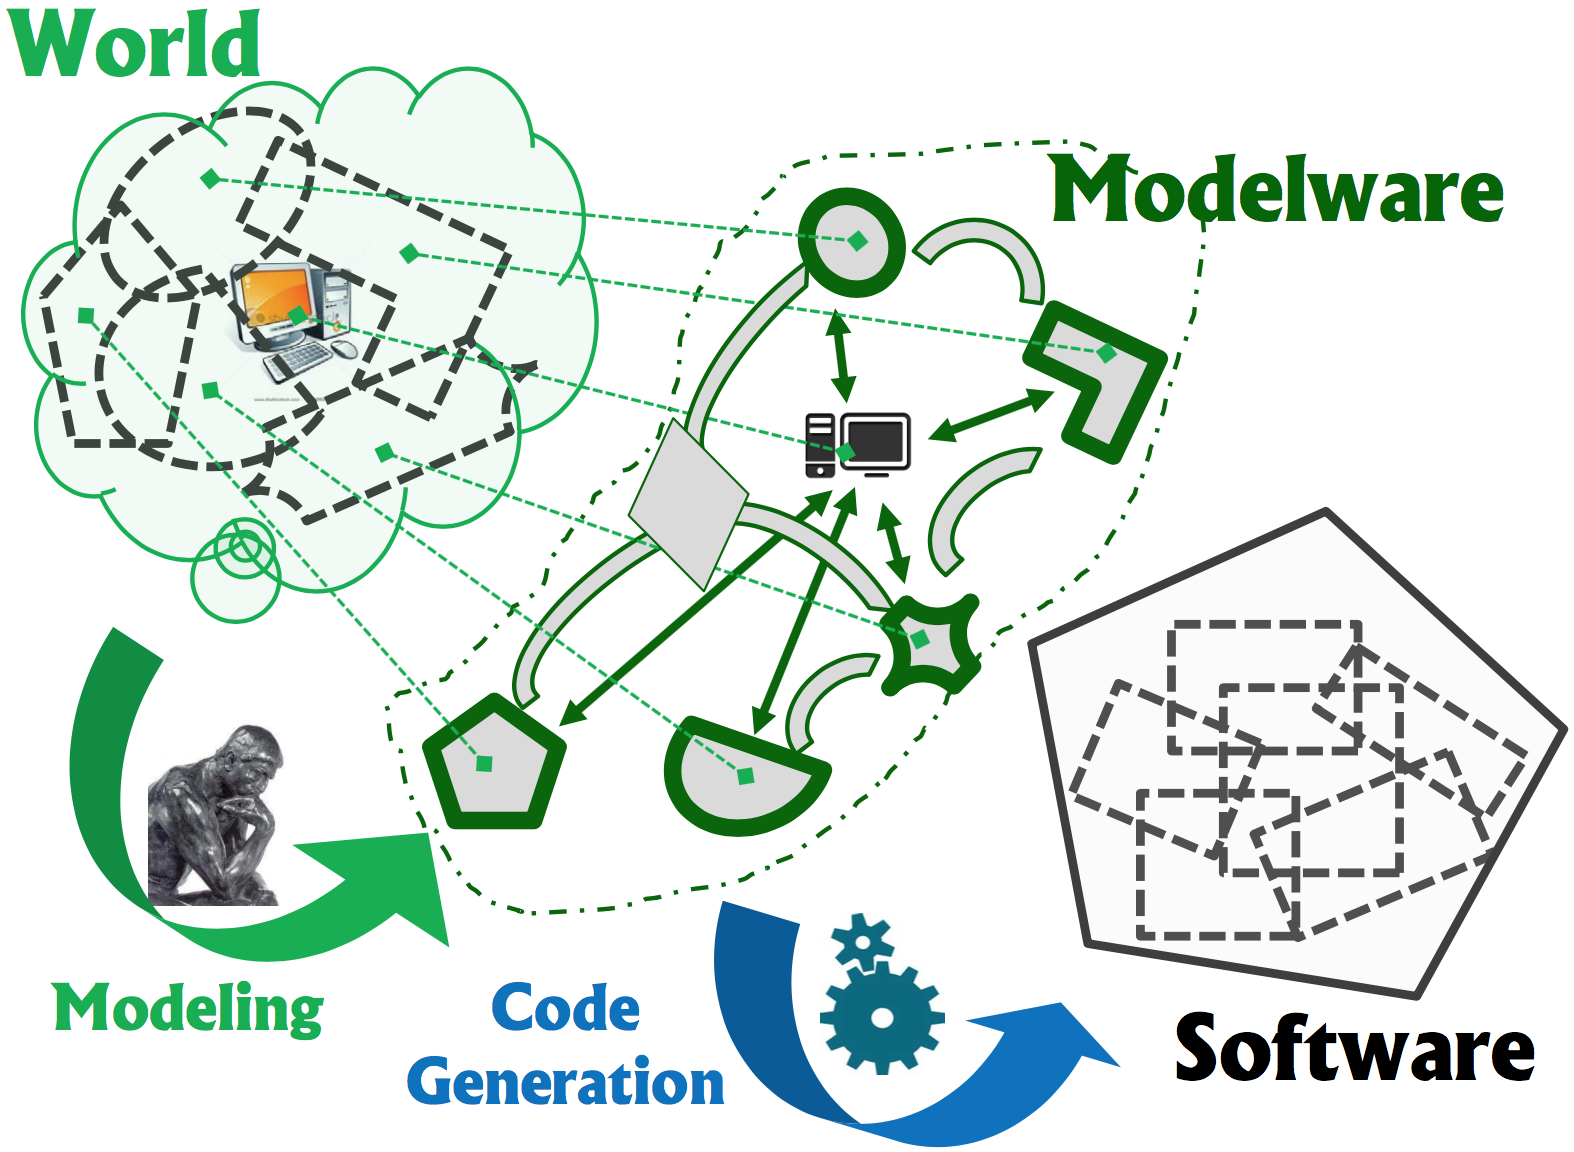 World
Modelware
Modeling
Code
Generation
Software